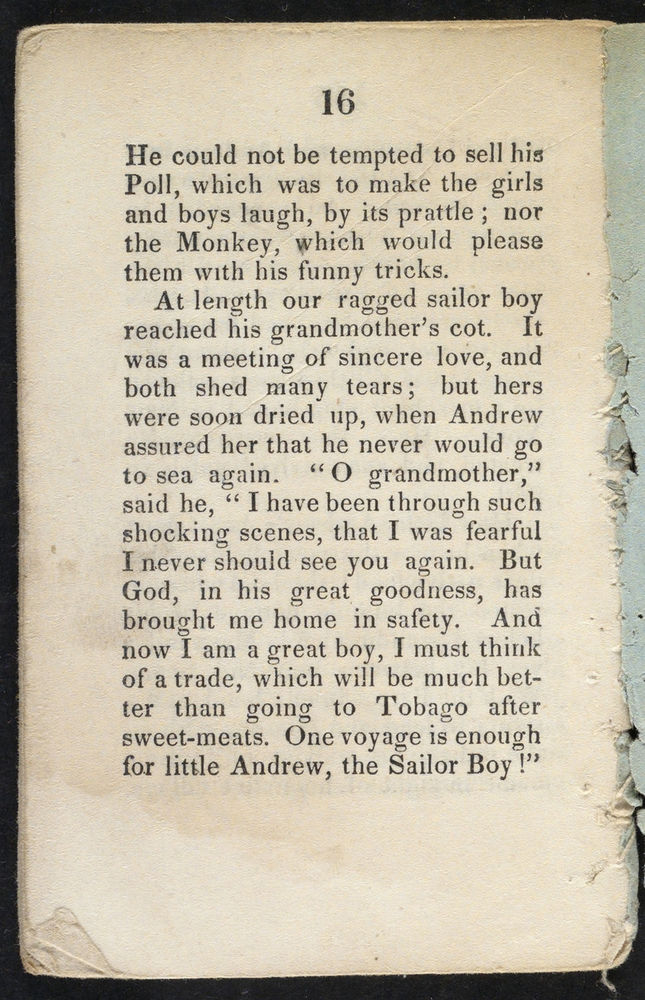 16
He could not be tempted to sell his
Poll, which was to make the girls
and boys laugh, by its prattle ; nor
the Monkey, which would please
them with his funny tricks.
At length our ragged sailor boy
reached his grandmother's cot. It
was a meeting of sincere love, and
both shed many tears; but hers
were soon dried up, when Andrew
assured her that he never would go
to sea again. “O grandmother,”
said he, “ I have been through such
shocking scenes, that I was fearful
I never should see you again. But
God, in his great goodness, has
brought me home in safety. And
now I am a great boy, I must think
of a trade, which will be much bet-
ter than going to Tobago after
sweet-meats. One voyage is enough
for little Andrew, the Sailor Boy !”